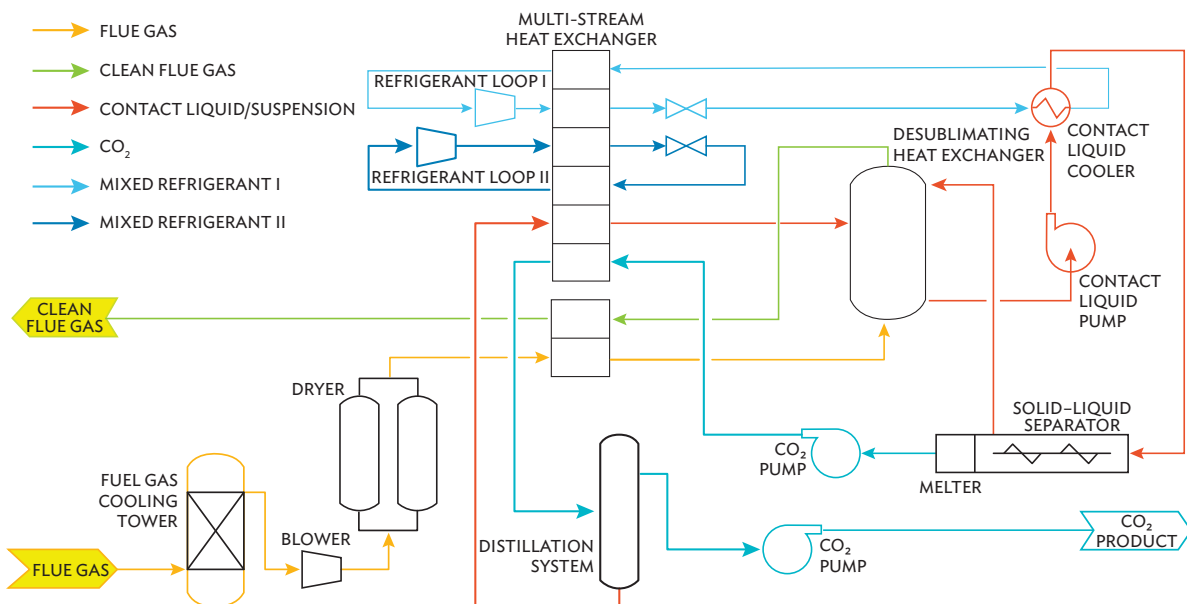 FLUE GAS
CLEAN FLUE GAS
CONTACT LIQUID/SUSPENSION
CO₂
MIXED REFRIGERANT I
MIXED REFRIGERANT II
MULTI-STREAM
HEAT EXCHANGER
REFRIGERANT LOOP I
REFRIGERANT LOOP II
DESUBLIMATING
HEAT EXCHANGER
CONTACT
LIQUID
COOLER
CONTACT
LIQUID
PUMP
CLEAN
FLUE GAS
DRYER
SOLID–LIQUID
SEPARATOR
CO₂
PUMP
MELTER
FUEL GAS
COOLING
TOWER
BLOWER
FLUE GAS
DISTILLATION
SYSTEM
CO₂
PUMP
CO₂
PRODUCT